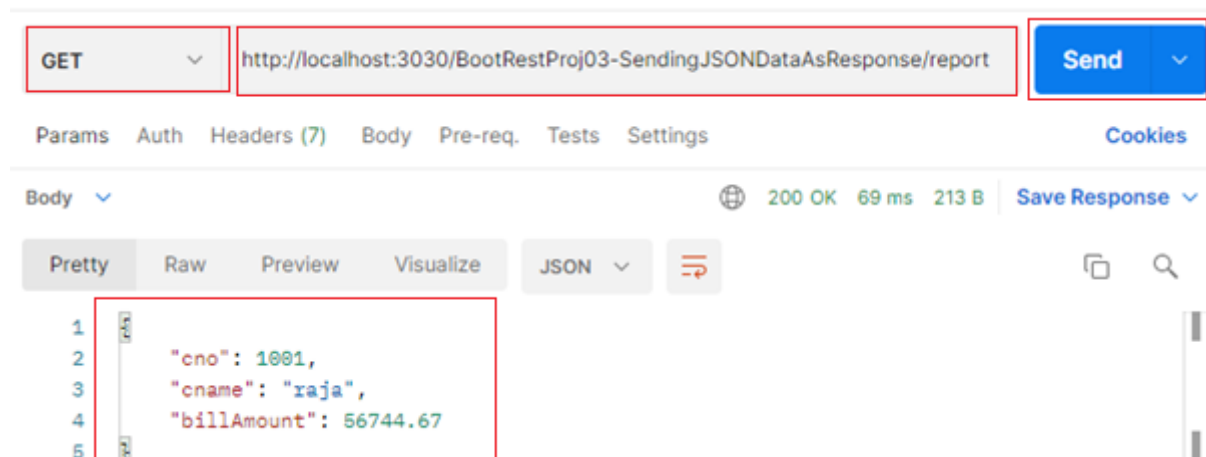 GET http://localhost:3030/BootRestProj03-SendingJSONDataAsResponse/report Send
Params Auth Headers (7) Body Pre-req. Tests Settings Cookies
Body 200 OK 69 ms 213 B Save Response
Pretty Raw Preview Visualize JSON
1 {
2 "cno": 1001,
3 "cname": "raja",
4 "billAmount": 56744.67
5 }